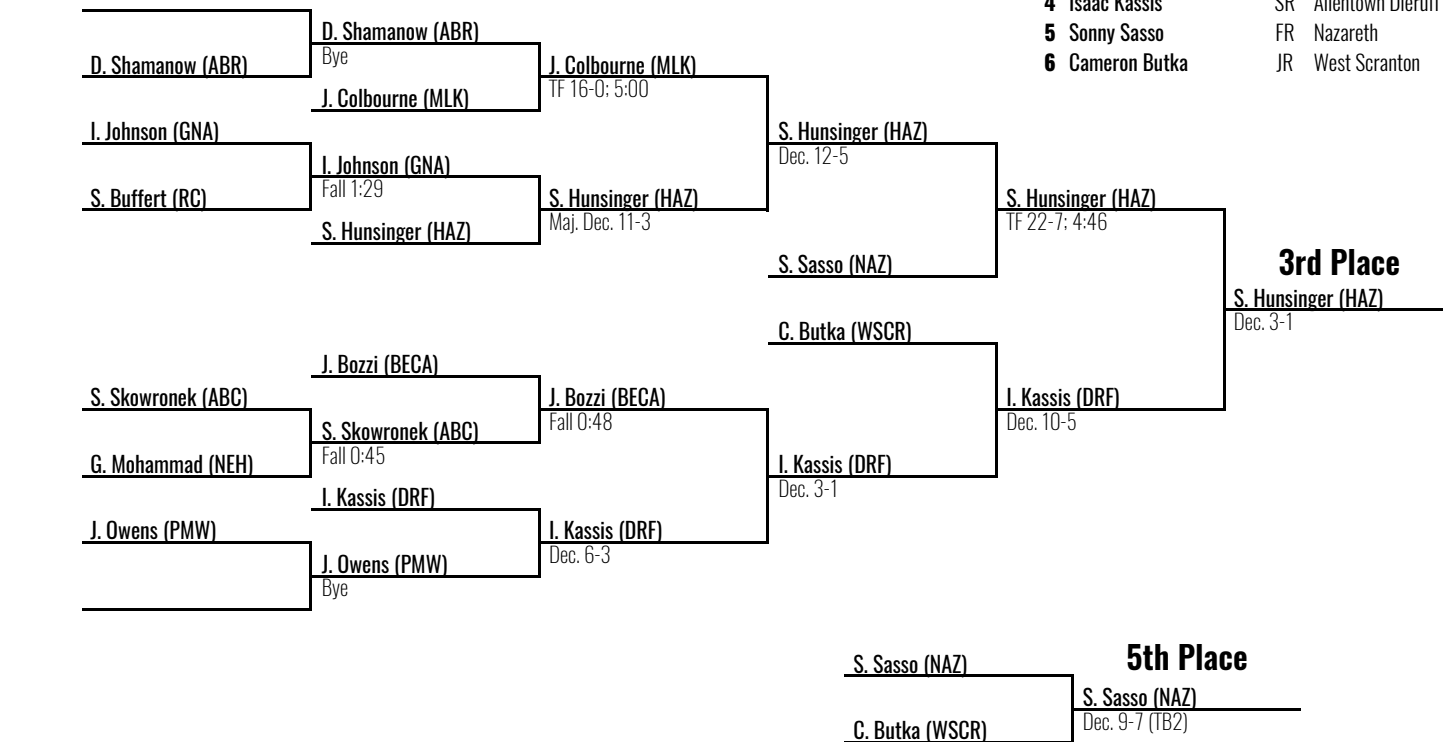 4 Isaac Kassis SR Allentown Dieruff
5 Sonny Sasso FR Nazareth
6 Cameron Butka JR West Scranton
D. Shamanow (ABR)
D. Shamanow (ABR)
Bye
J. Colbourne (MLK)
J. Colbourne (MLK)
TF 16-0; 5:00
I. Johnson (GNA)
S. Buffert (RC)
I. Johnson (GNA)
Fall 1:29
S. Hunsinger (HAZ)
S. Hunsinger (HAZ)
Maj. Dec. 11-3
S. Hunsinger (HAZ)
Dec. 12-5
S. Sasso (NAZ)
S. Hunsinger (HAZ)
TF 22-7; 4:46
3rd Place
S. Hunsinger (HAZ)
Dec. 3-1
C. Butka (WSCR)
J. Bozzi (BECA)
S. Skowronek (ABC)
G. Mohammad (NEH)
S. Skowronek (ABC)
Fall 0:45
J. Bozzi (BECA)
Fall 0:48
I. Kassis (DRF)
Dec. 10-5
I. Kassis (DRF)
Dec. 3-1
I. Kassis (DRF)
J. Owens (PMW)
J. Owens (PMW)
Bye
I. Kassis (DRF)
Dec. 6-3
5th Place
S. Sasso (NAZ)
C. Butka (WSCR)
S. Sasso (NAZ)
Dec. 9-7 (TB2)